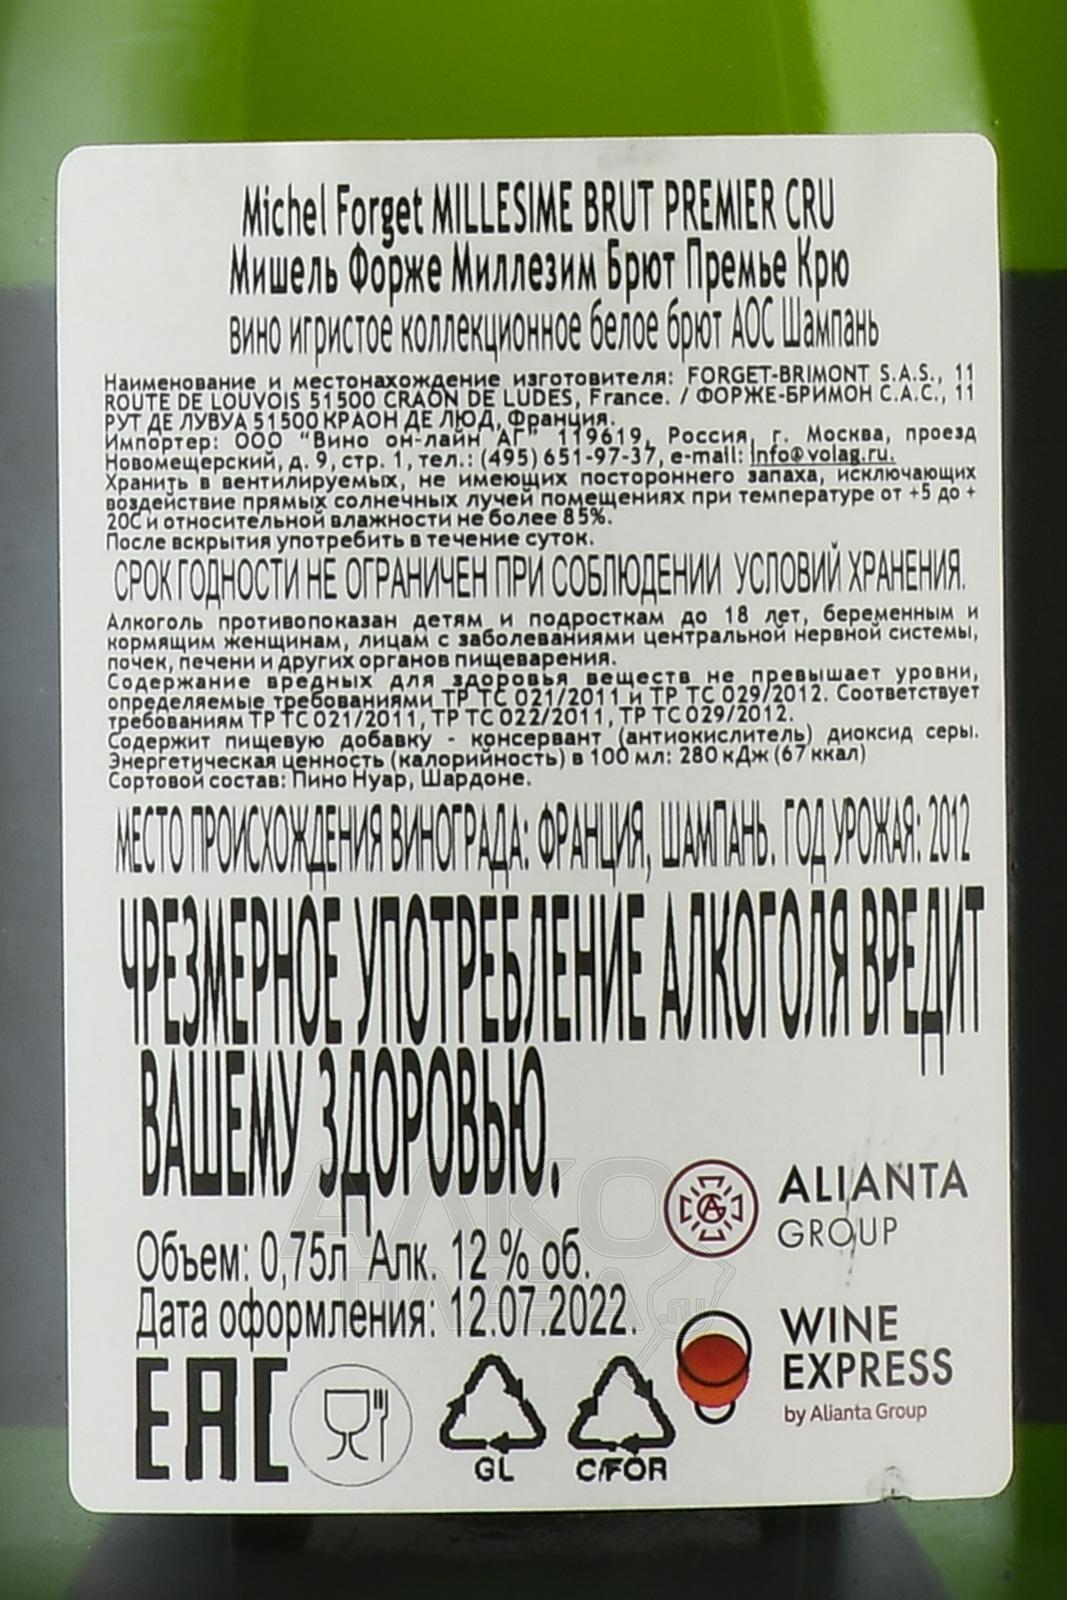 Michel Forget MILLESIME BRUT PREMIER CRU
Мишель Форже Миллезим Брют Премье Крю
вино игристое коллекционное белое брют АОС Шампань
Наименование и местонахождение изготовителя: FORGET-BRIMONT S.A.S., 11
ROUTE DE LOUVOIS 51500 CRAON DE LUDES, France. / ФОРЖЕ-БРИМОН С.А.С., 11
РУТ ДЕ ЛУВУА 51500 КРАОН ДЕ ЛЮД, Франция.
Импортер: ООО "Вино он-лайн АГ" 119619, Россия, г. Москва, проезд
Новомещерский, д. 9, стр. 1, тел.: (495) 651-97-37, e-mail: Info@volag.ru.
Хранить в вентилируемых, не имеющих постороннего запаха, исключающих
воздействие прямых солнечных лучей помещениях при температуре от +5 до +
20С и относительной влажности не более 85%.
После вскрытия употребить в течение суток.
СРОК ГОДНОСТИ НЕ ОГРАНИЧЕН ПРИ СОБЛЮДЕНИИ УСЛОВИЙ ХРАНЕНИЯ.
Алкоголь противопоказан детям и подросткам до 18 лет, беременным и
кормящим женщинам, лицам с заболеваниями центральной нервной системы,
почек, печени и других органов пищеварения.
Содержание вредных для здоровья веществ не превышает уровни,
определяемые требованиями ТР ТС 021/2011 и ТР ТС 029/2012. Соответствует
требованиям ТР ТС 021/2011, ТР ТС 022/2011, ТР ТС 029/2012.
Содержит пищевую добавку - консервант (антиокислитель) диоксид серы.
Энергетическая ценность (калорийность) в 100 мл: 280 кДж (67 ккал)
Сортовой состав: Пино Нуар, Шардоне.
МЕСТО ПРОИСХОЖДЕНИЯ ВИНОГРАДА: ФРАНЦИЯ, ШАМПАНЬ. ГОД УРОЖАЯ: 2012
ЧРЕЗМЕРНОЕ УПОТРЕБЛЕНИЕ АЛКОГОЛЯ ВРЕДИТ
ВАШЕМУ ЗДОРОВЬЮ.
ALIANTA
GROUP
Объем: 0,75л Алк. 12 % об.
Дата оформления: 12.07.2022.
WINE
EXPRESS
by Alianta Group
EAC
GL
C/FOR
АЛКО
ПЛАЗА
.ru